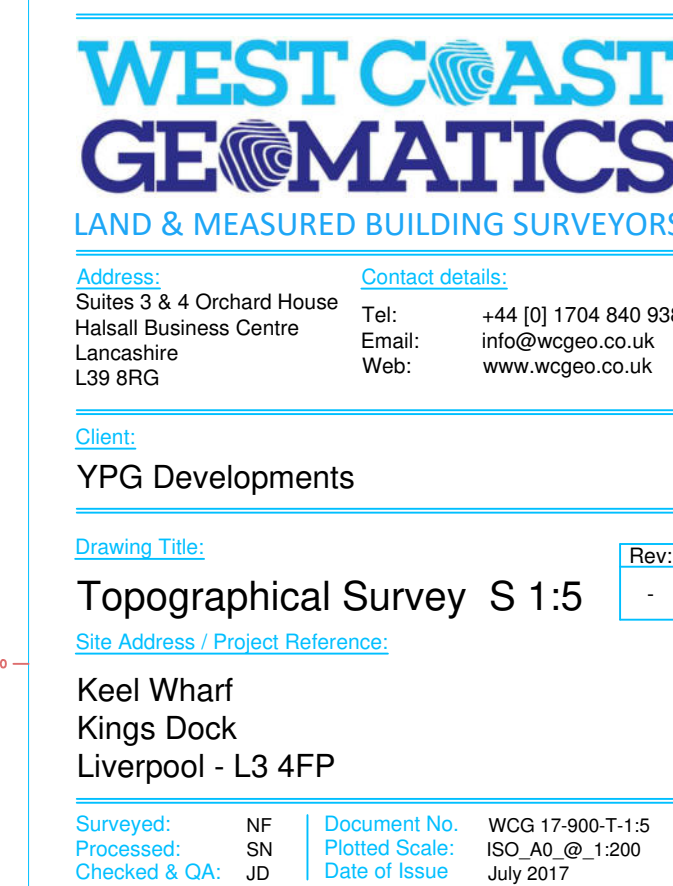 WEST COAST
GEOMATICS
LAND & MEASURED BUILDING SURVEYORS
Address:
Suites 3 & 4 Orchard House
Halsall Business Centre
Lancashire
L39 8RG
Contact details:
Tel: +44 [0] 1704 840 938
Email: info@wcgeo.co.uk
Web: www.wcgeo.co.uk
Client:
YPG Developments
Drawing Title:
Rev:
Topographical Survey S 1:5
-
Site Address / Project Reference:
Keel Wharf
Kings Dock
Liverpool - L3 4FP
Surveyed: NF
Processed: SN
Checked & QA: JD
Document No. WCG 17-900-T-1:5
Plotted Scale: ISO_A0_@_1:200
Date of Issue July 2017